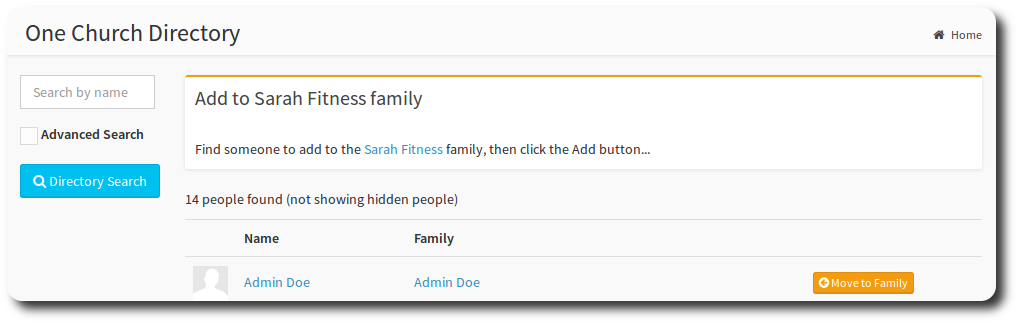 One Church Directory
Home
Search by name
Advanced Search
Directory Search
Add to Sarah Fitness family
Find someone to add to the Sarah Fitness family, then click the Add button...
14 people found (not showing hidden people)
Name Family
Admin Doe Admin Doe Move to Family